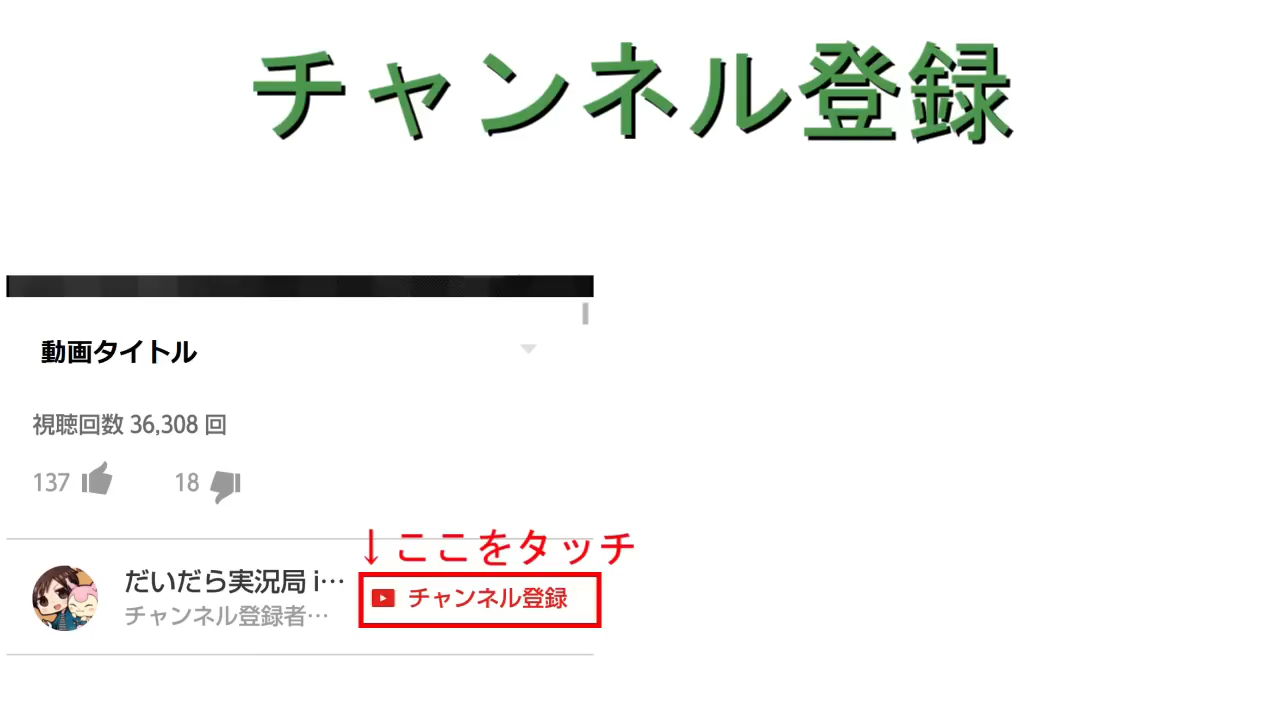 チャンネル登録
動画タイトル
視聴回数 36,308 回
137 18
↓ここをタッチ
だいだら実況局 i…
チャンネル登録
チャンネル登録者…